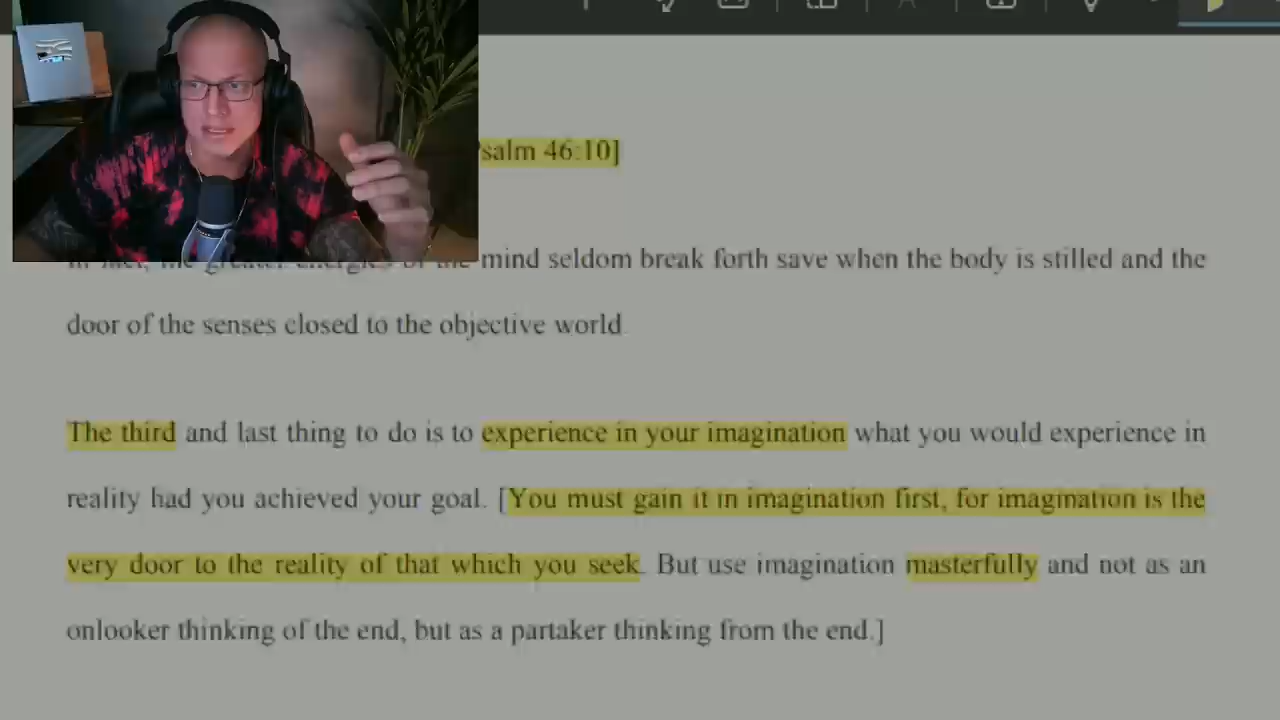 salm 46:10]
mind seldom break forth save when the body is stilled and the
door of the senses closed to the objective world.
The third and last thing to do is to experience in your imagination what you would experience in
reality had you achieved your goal. [You must gain it in imagination first, for imagination is the
very door to the reality of that which you seek. But use imagination masterfully and not as an
onlooker thinking of the end, but as a partaker thinking from the end.]